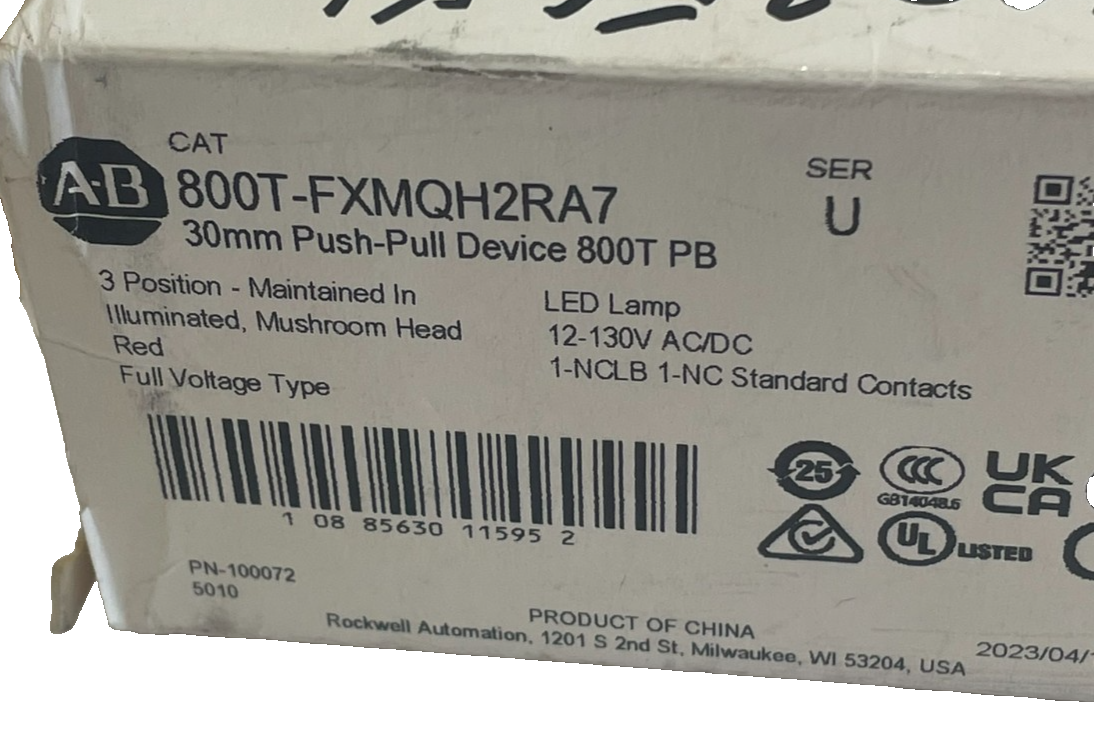 CAT
A-B 800T-FXMQH2RA7
30mm Push-Pull Device 800T PB
SER
U
3 Position - Maintained In
Illuminated, Mushroom Head
Red
Full Voltage Type
LED Lamp
12-130V AC/DC
1-NCLB 1-NC Standard Contacts
1 08 85630 11595 2
25
CCC
GB14048.5
UK
CA
UL LISTED
PN-100072
5010
PRODUCT OF CHINA
Rockwell Automation, 1201 S 2nd St, Milwaukee, WI 53204, USA
2023/04/